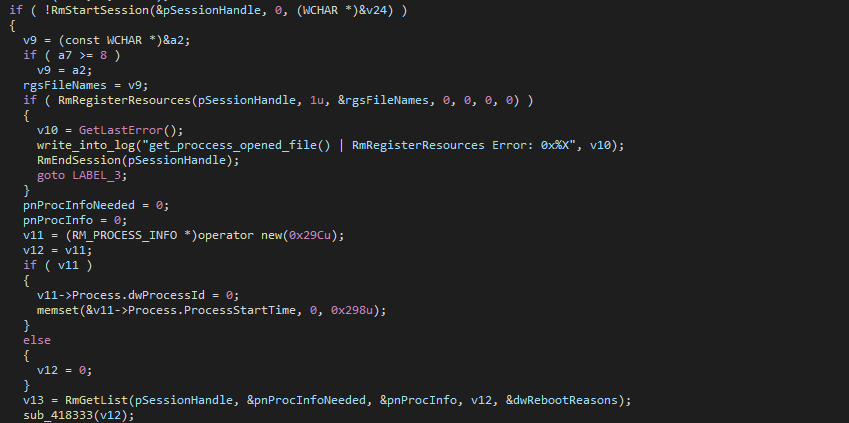 if ( !RmStartSession(&pSessionHandle, 0, (WCHAR *)&v24) )
{
v9 = (const WCHAR *)&a2;
if ( a7 >= 8 )
v9 = a2;
rgsFileNames = v9;
if ( RmRegisterResources(pSessionHandle, 1u, &rgsFileNames, 0, 0, 0, 0) )
{
v10 = GetLastError();
write_into_log("get_proccess_opened_file() | RmRegisterResources Error: 0x%X", v10);
RmEndSession(pSessionHandle);
goto LABEL_3;
}
pnProcInfoNeeded = 0;
pnProcInfo = 0;
v11 = (RM_PROCESS_INFO *)operator new(0x29Cu);
v12 = v11;
if ( v11 )
{
v11->Process.dwProcessId = 0;
memset(&v11->Process.ProcessStartTime, 0, 0x298u);
}
else
{
v12 = 0;
}
v13 = RmGetList(pSessionHandle, &pnProcInfoNeeded, &pnProcInfo, v12, &dwRebootReasons);
sub_418333(v12);